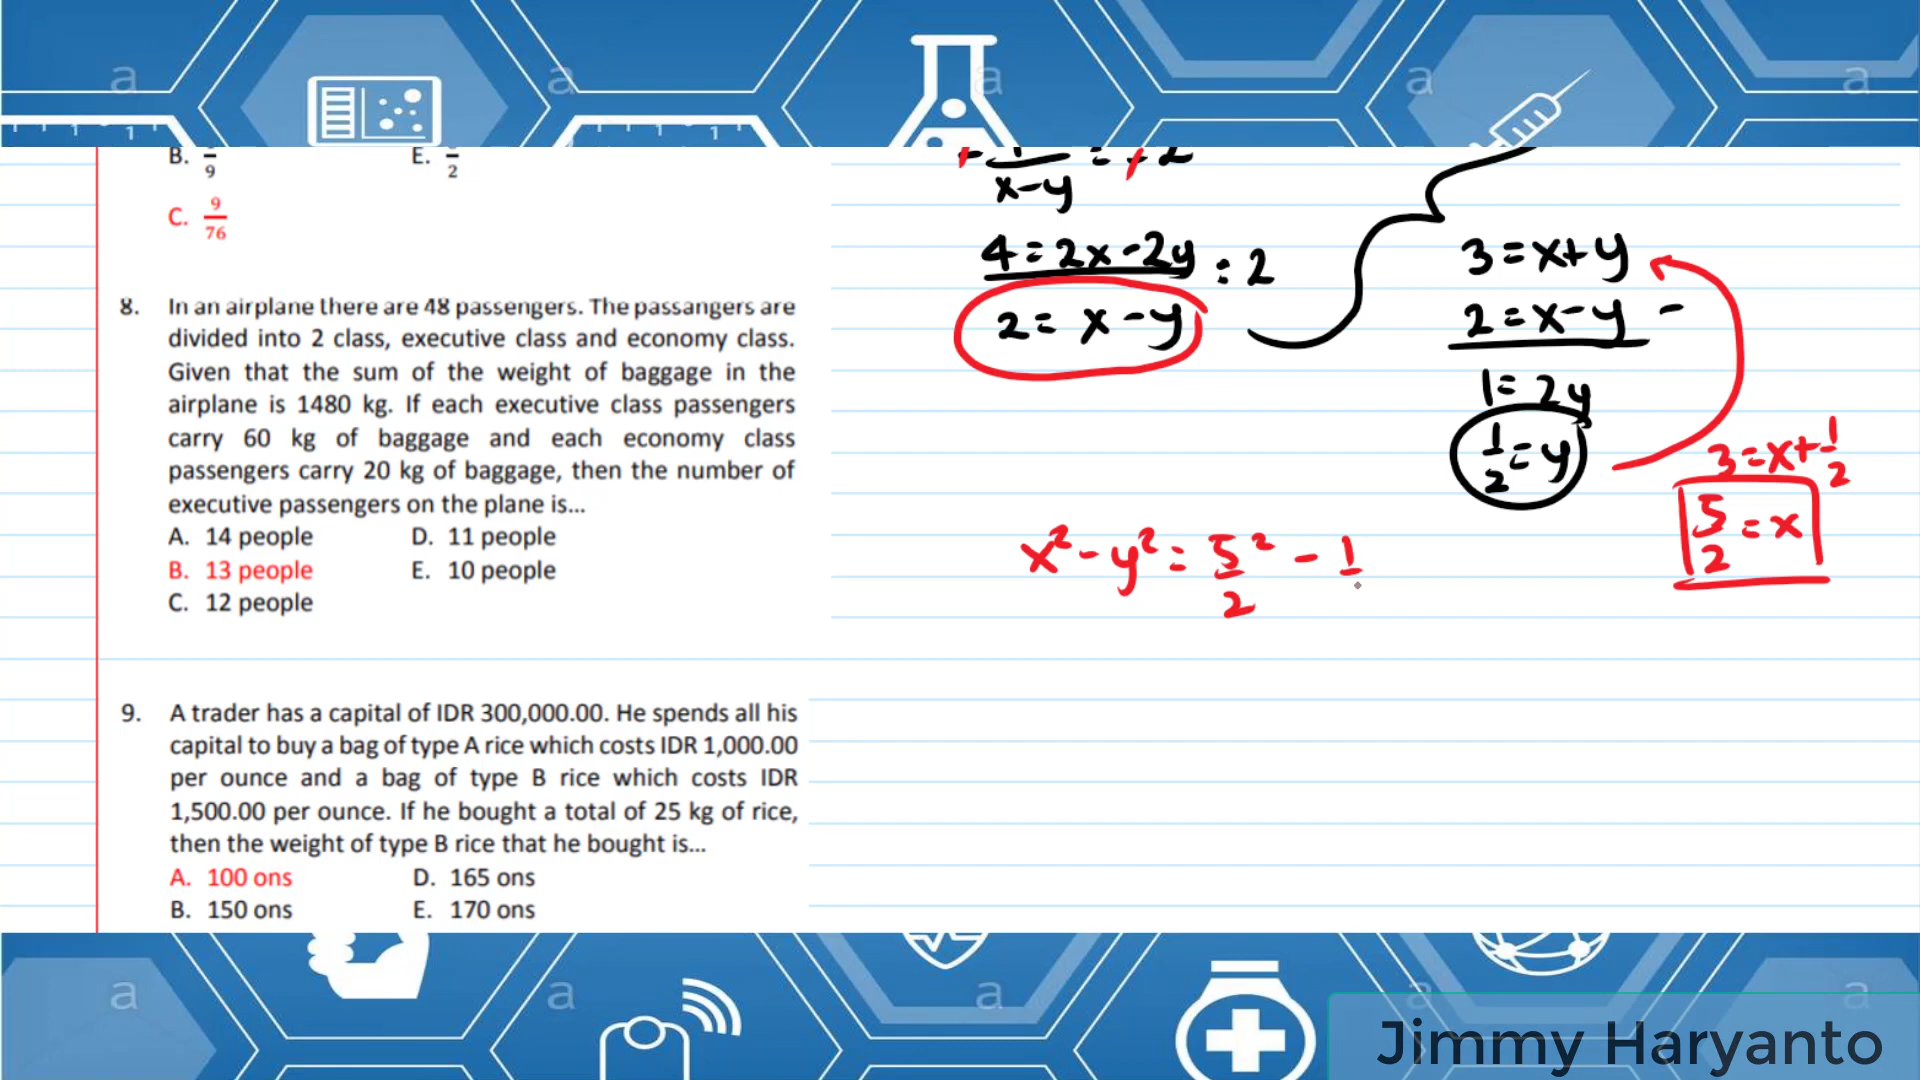 B. 9
E. 2
C. 9/76
8. In an airplane there are 48 passengers. The passangers are
divided into 2 class, executive class and economy class.
Given that the sum of the weight of baggage in the
airplane is 1480 kg. If each executive class passengers
carry 60 kg of baggage and each economy class
passengers carry 20 kg of baggage, then the number of
executive passengers on the plane is...
A. 14 people
D. 11 people
B. 13 people
E. 10 people
C. 12 people
9. A trader has a capital of IDR 300,000.00. He spends all his
capital to buy a bag of type A rice which costs IDR 1,000.00
per ounce and a bag of type B rice which costs IDR
1,500.00 per ounce. If he bought a total of 25 kg of rice,
then the weight of type B rice that he bought is...
A. 100 ons
D. 165 ons
B. 150 ons
E. 170 ons
x-y
4=2x-2y :2
2= x-y
3=x+y
2=x-y -
1=2y
1/2=y
3=x+1/2
5/2=x
x²-y²= 5/2² - 1
a a a a a
a a a a a
1 1
Jimmy Haryanto